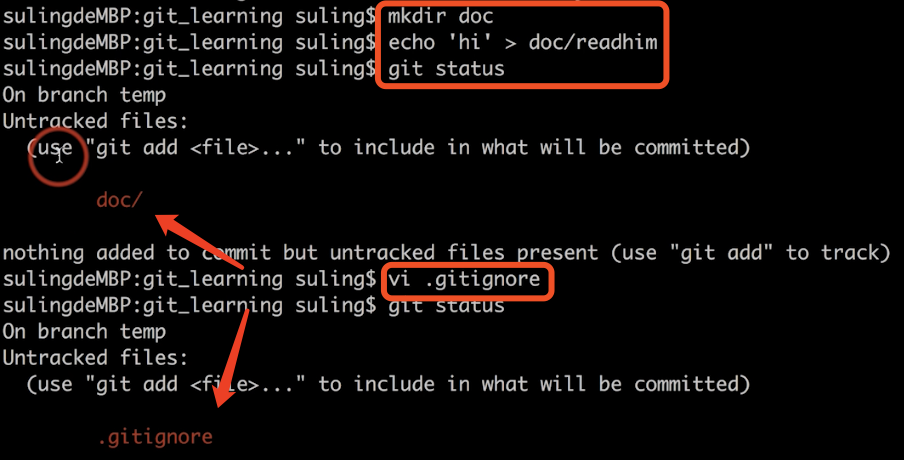 sulingdeMBP:git_learning suling$ mkdir doc
sulingdeMBP:git_learning suling$ echo 'hi' > doc/readhim
sulingdeMBP:git_learning suling$ git status
On branch temp
Untracked files:
(use "git add <file>..." to include in what will be committed)
doc/
nothing added to commit but untracked files present (use "git add" to track)
sulingdeMBP:git_learning suling$ vi .gitignore
sulingdeMBP:git_learning suling$ git status
On branch temp
Untracked files:
(use "git add <file>..." to include in what will be committed)
.gitignore